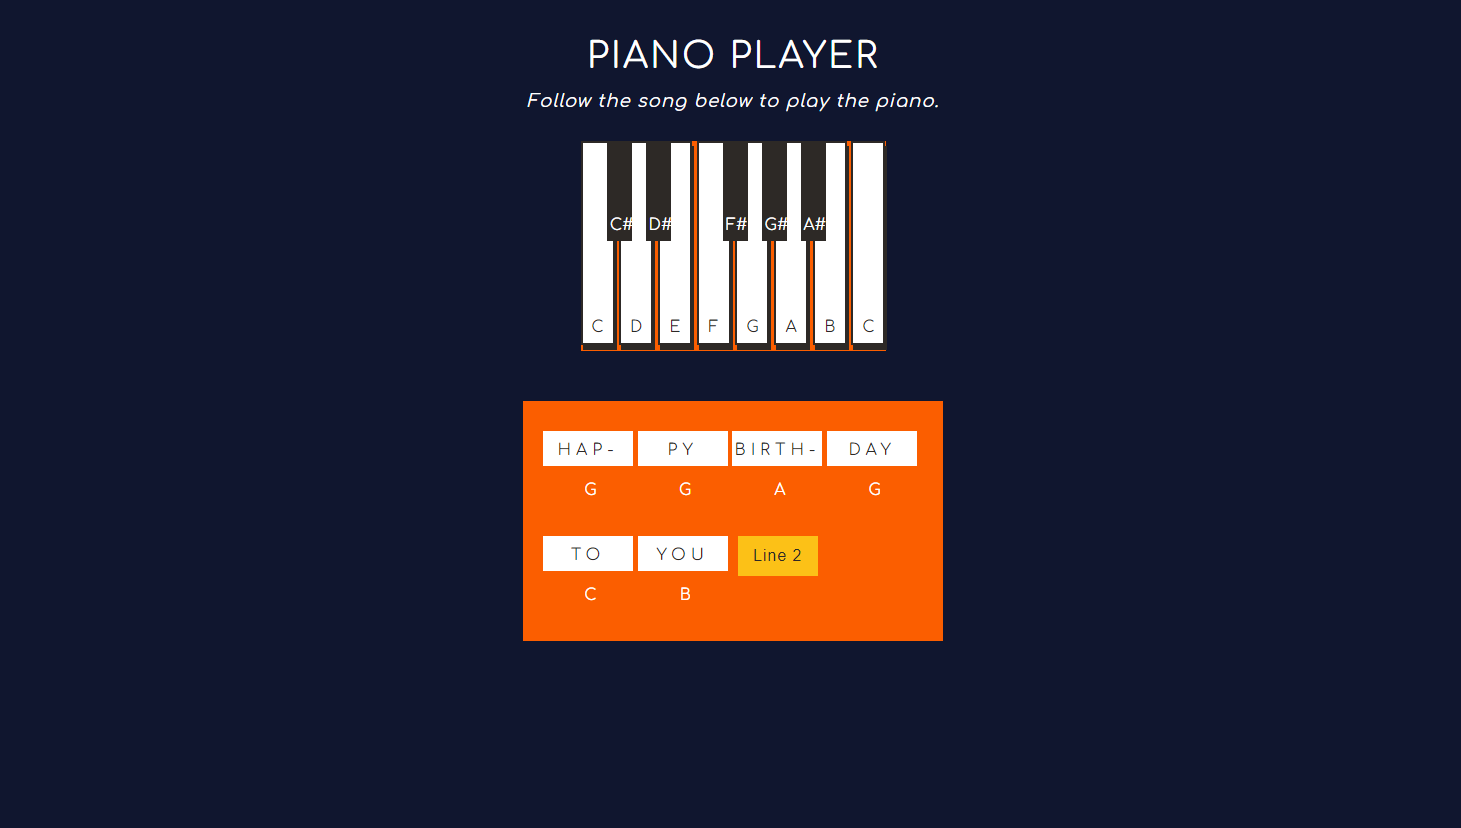 PIANO PLAYER
Follow the song below to play the piano.
C# D# F# G# A#
C D E F G A B C
HAP- PY BIRTH- DAY
G G A G
TO YOU Line 2
C B